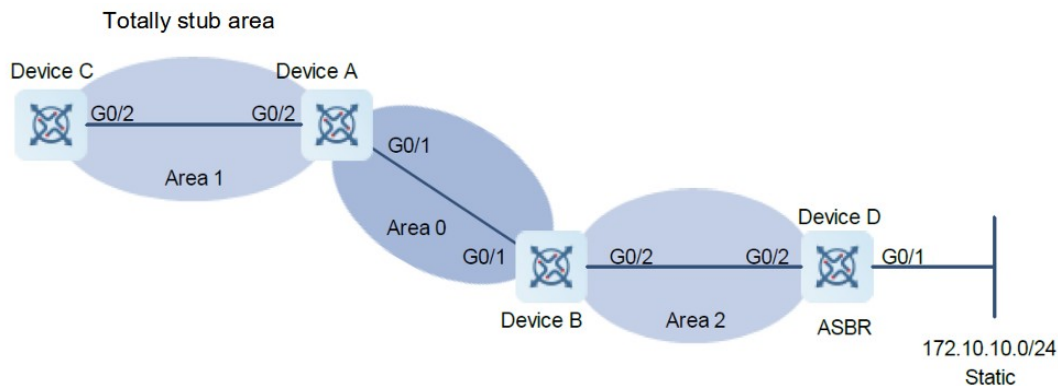 Totally stub area
Device C
Device A
G0/2
G0/2
G0/1
Area 1
Area 0
Device D
G0/1
G0/2
G0/2
G0/1
Device B
Area 2
ASBR
172.10.10.0/24
Static